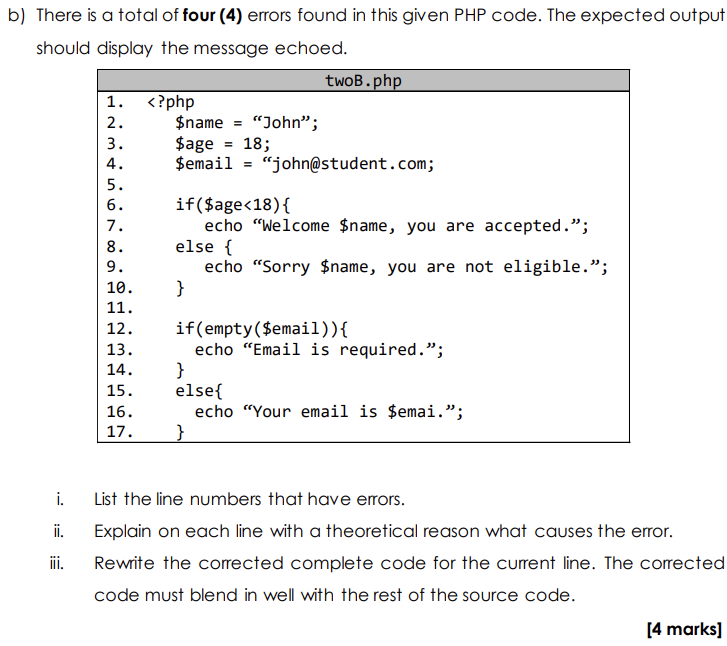 b) There is a total of four (4) errors found in this given PHP code. The expected output
should display the message echoed.
twoB.php
1. <?php
2. $name = “John”;
3. $age = 18;
4. $email = “john@student.com;
5.
6. if($age<18){
7. echo “Welcome $name, you are accepted.”;
8. else {
9. echo “Sorry $name, you are not eligible.”;
10. }
11.
12. if(empty($email)){
13. echo “Email is required.”;
14. }
15. else{
16. echo “Your email is $emai.”;
17. }
i. List the line numbers that have errors.
ii. Explain on each line with a theoretical reason what causes the error.
iii. Rewrite the corrected complete code for the current line. The corrected
code must blend in well with the rest of the source code.
[4 marks]